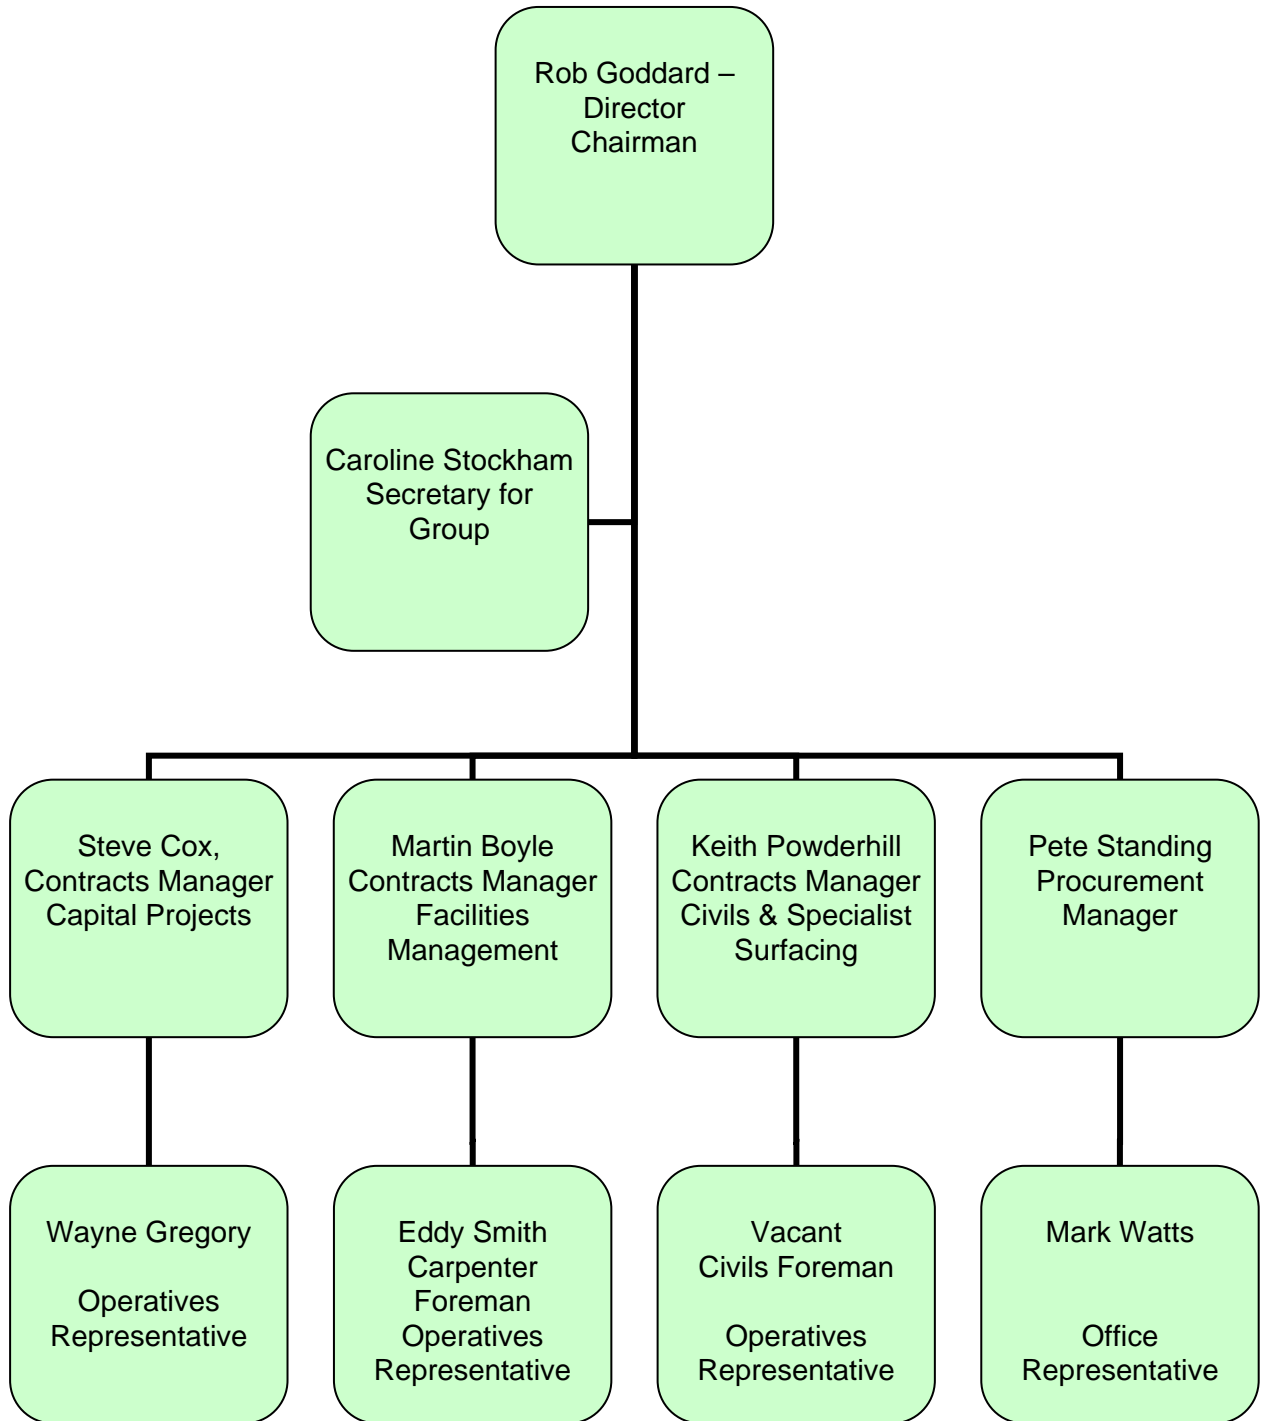 Rob Goddard –
Director
Chairman
Caroline Stockham
Secretary for
Group
Steve Cox,
Contracts Manager
Capital Projects
Martin Boyle
Contracts Manager
Facilities
Management
Keith Powderhill
Contracts Manager
Civils & Specialist
Surfacing
Pete Standing
Procurement
Manager
Wayne Gregory
Operatives
Representative
Eddy Smith
Carpenter
Foreman
Operatives
Representative
Vacant
Civils Foreman
Operatives
Representative
Mark Watts
Office
Representative